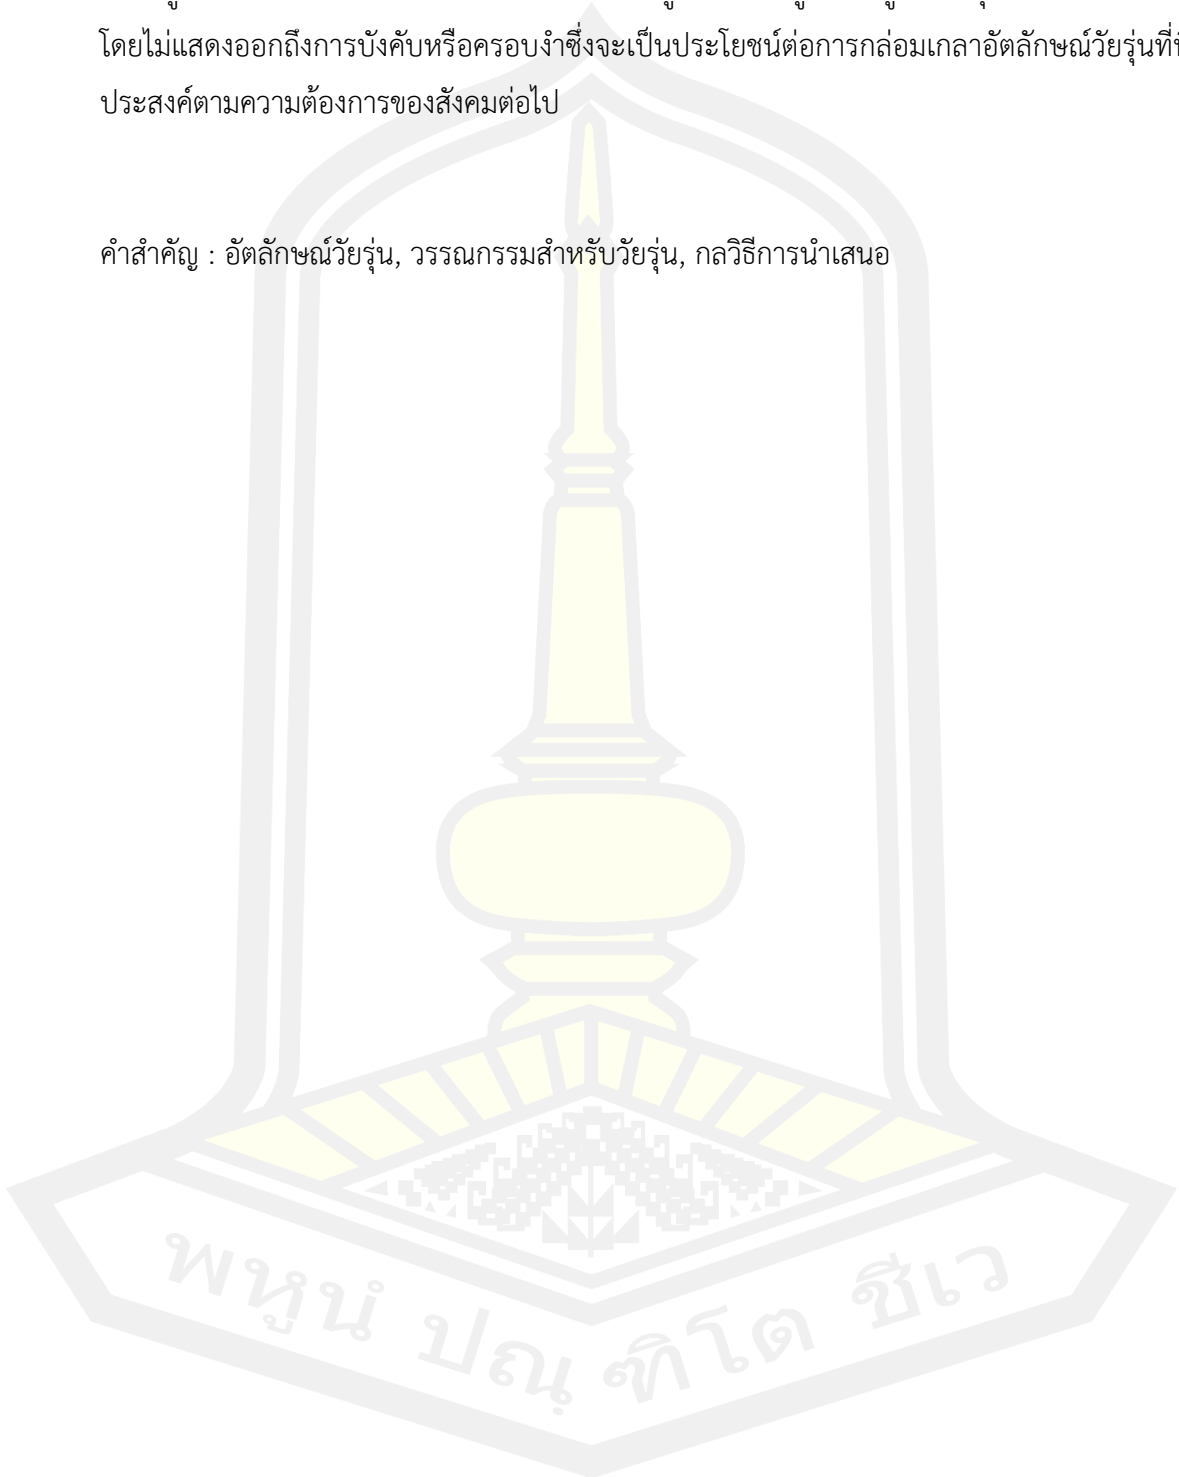 โดยไม่แสดงออกถึงการบังคับหรือครอบงำซึ่งจะเป็นประโยชน์ต่อการกล่อมเกลาอัตลักษณ์วัยรุ่นที่
ประสงค์ตามความต้องการของสังคมต่อไป
คำสำคัญ : อัตลักษณ์วัยรุ่น, วรรณกรรมสำหรับวัยรุ่น, กลวิธีการนำเสนอ
พหูนํ ปณฺฑิโต ชีเว